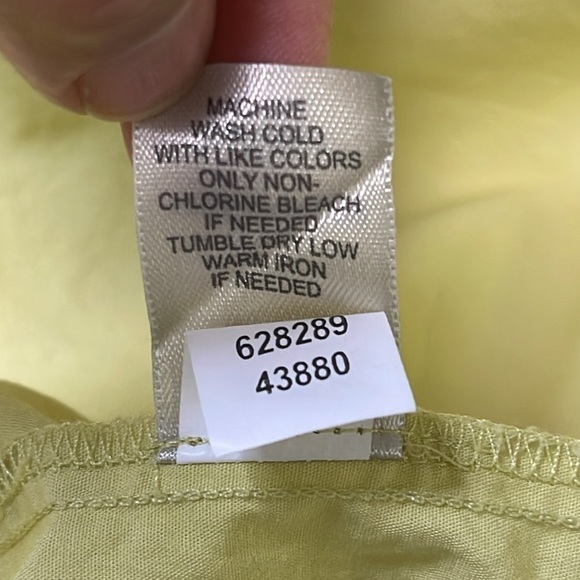 MACHINE
WASH COLD
WITH LIKE COLORS
ONLY NON-
CHLORINE BLEACH
IF NEEDED
TUMBLE DRY LOW
WARM IRON
IF NEEDED
628289
43880